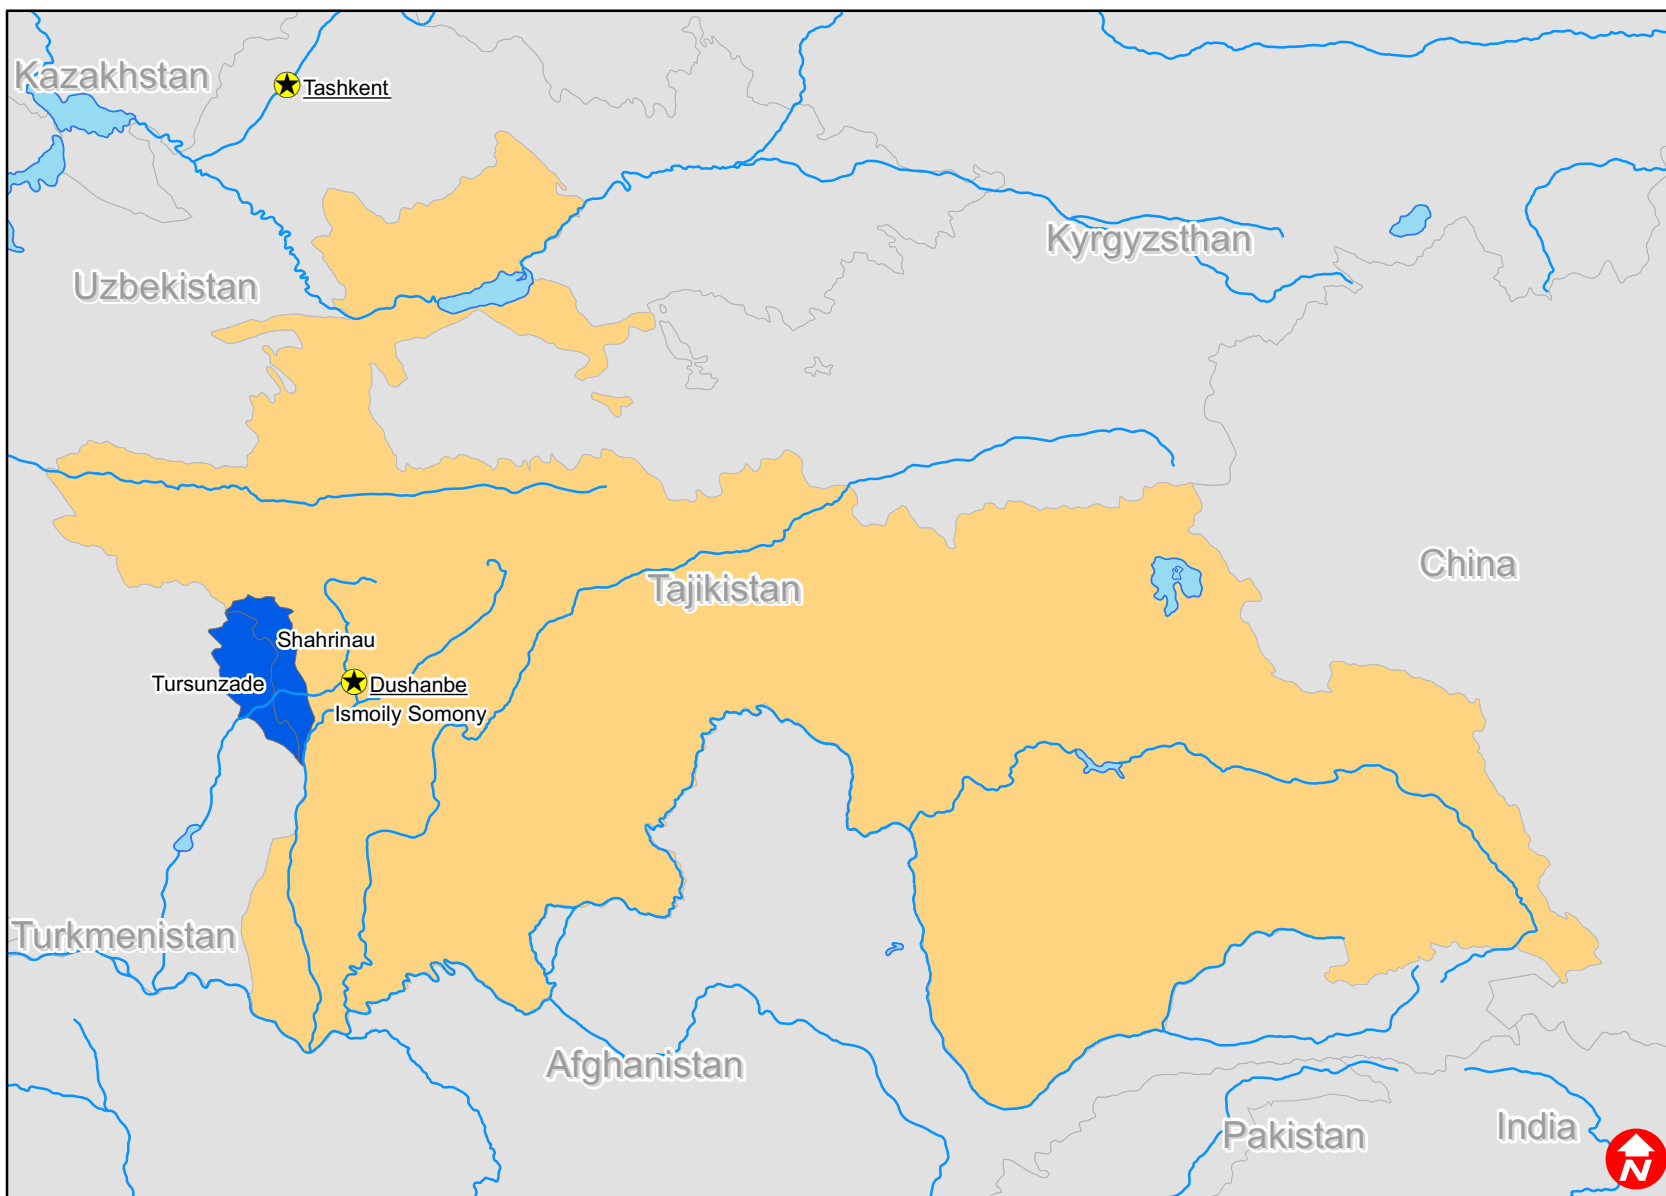 Kazakhstan
Tashkent
Kyrgyzsthan
Uzbekistan
China
Tajikistan
Shahrinau
Tursunzade
Dushanbe
Ismoily Somony
Turkmenistan
Afghanistan
India
Pakistan
N